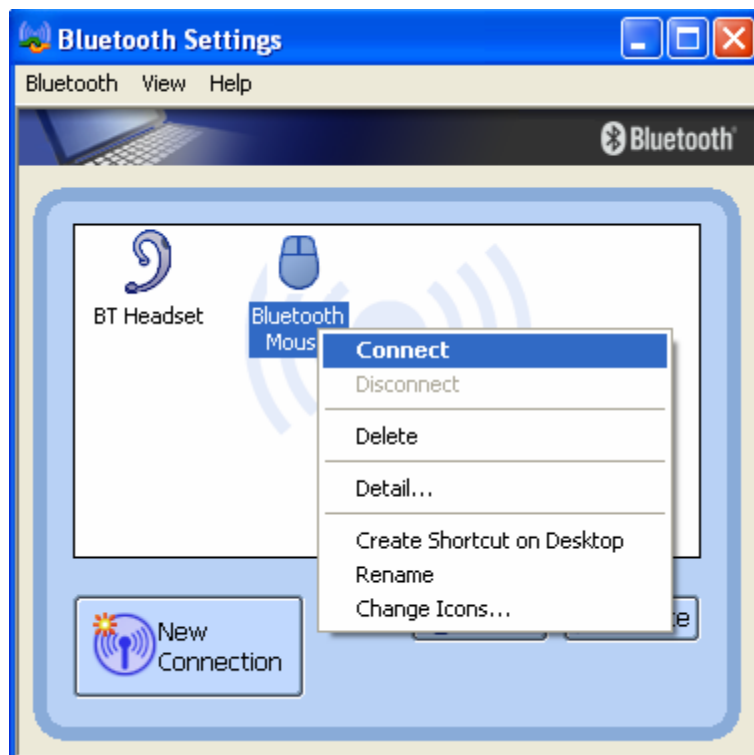 Bluetooth Settings
Bluetooth View Help
Bluetooth
BT Headset
Bluetooth
Connect
Disconnect
Delete
Detail...
Create Shortcut on Desktop
Rename
Change Icons...
New
Connection